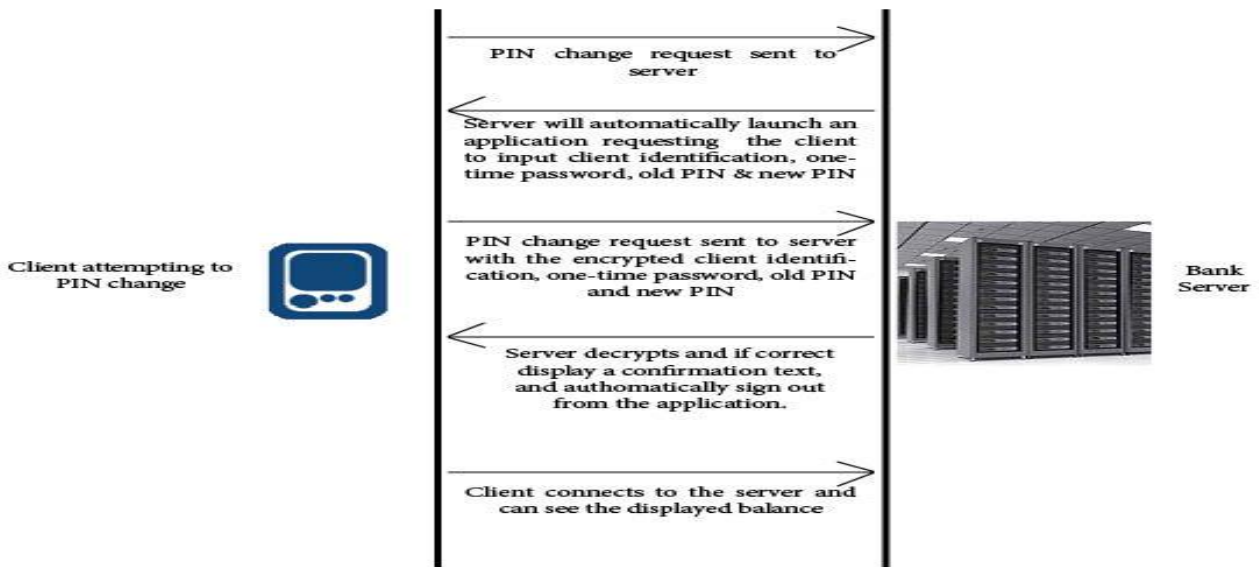 PIN change request sent to
server
Server will automatically launch an
application requesting the client
to input client identification, one-
time password, old PIN & new PIN
PIN change request sent to server
with the encrypted client identifi-
cation, one-time password, old PIN
and new PIN
Client attempting to
PIN change
Bank
Server
Server decrypts and if correct
display a confirmation text,
and authomatically sign out
from the application.
Client connects to the server and
can see the displayed balance